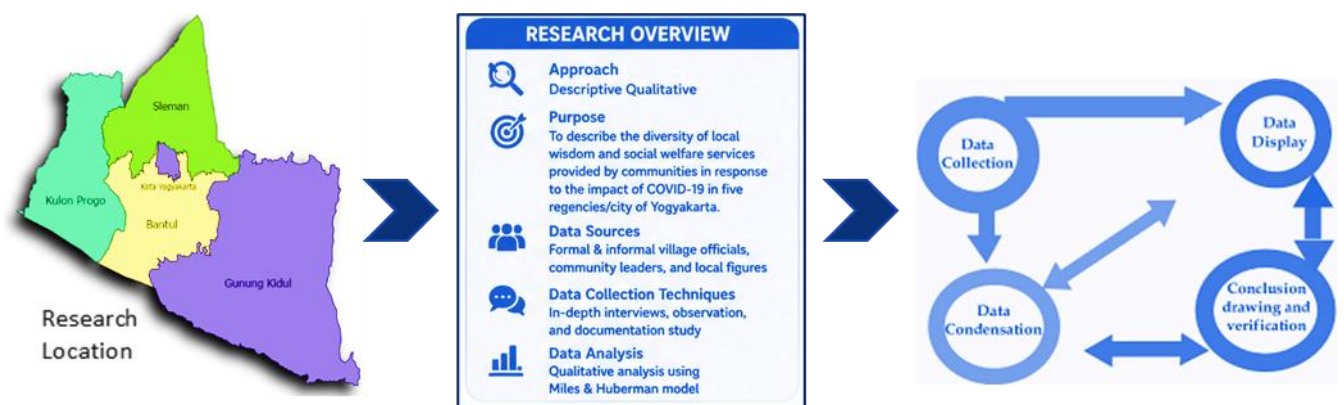 Sleman
Kota Yogyakarta
Kulon Progo
Bantul
Gunung Kidul
Research
Location
RESEARCH OVERVIEW
Approach
Descriptive Qualitative
Purpose
To describe the diversity of local
wisdom and social welfare services
provided by communities in response
to the impact of COVID-19 in five
regencies/city of Yogyakarta.
Data Sources
Formal & informal village officials,
community leaders, and local figures
Data Collection Techniques
In-depth interviews, observation,
and documentation study
Data Analysis
Qualitative analysis using
Miles & Huberman model
Data
Collection
Data
Display
Data
Condensation
Conclusion
drawing and
verification